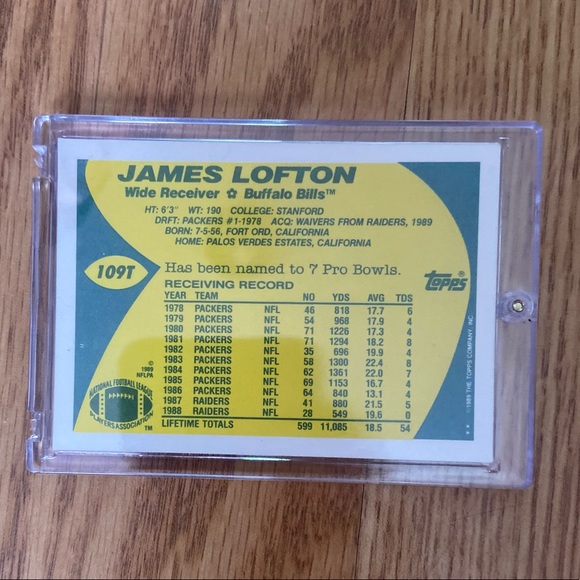 JAMES LOFTON
Wide Receiver ✩ Buffalo Bills™
HT: 6'3" WT: 190 COLLEGE: STANFORD
DRFT: PACKERS #1-1978 ACQ: WAIVERS FROM RAIDERS, 1989
BORN: 7-5-56, FORT ORD, CALIFORNIA
HOME: PALOS VERDES ESTATES, CALIFORNIA
109T
Has been named to 7 Pro Bowls.
topps®
RECEIVING RECORD
YEAR TEAM NO YDS AVG TDS
1978 PACKERS NFL 46 818 17.7 6
1979 PACKERS NFL 54 968 17.9 4
1980 PACKERS NFL 71 1226 17.3 4
1981 PACKERS NFL 71 1294 18.2 8
1982 PACKERS NFL 35 696 19.9 4
1983 PACKERS NFL 58 1300 22.4 8
1984 PACKERS NFL 62 1361 22.0 7
1985 PACKERS NFL 69 1153 16.7 4
1986 PACKERS NFL 64 840 13.1 4
1987 RAIDERS NFL 41 880 21.5 5
1988 RAIDERS NFL 28 549 19.6 0
LIFETIME TOTALS 599 11,085 18.5 54
©
1989
NFLPA
NATIONAL FOOTBALL LEAGUE
PLAYERS ASSOCIATION
™
** ©1989 THE TOPPS COMPANY, INC.